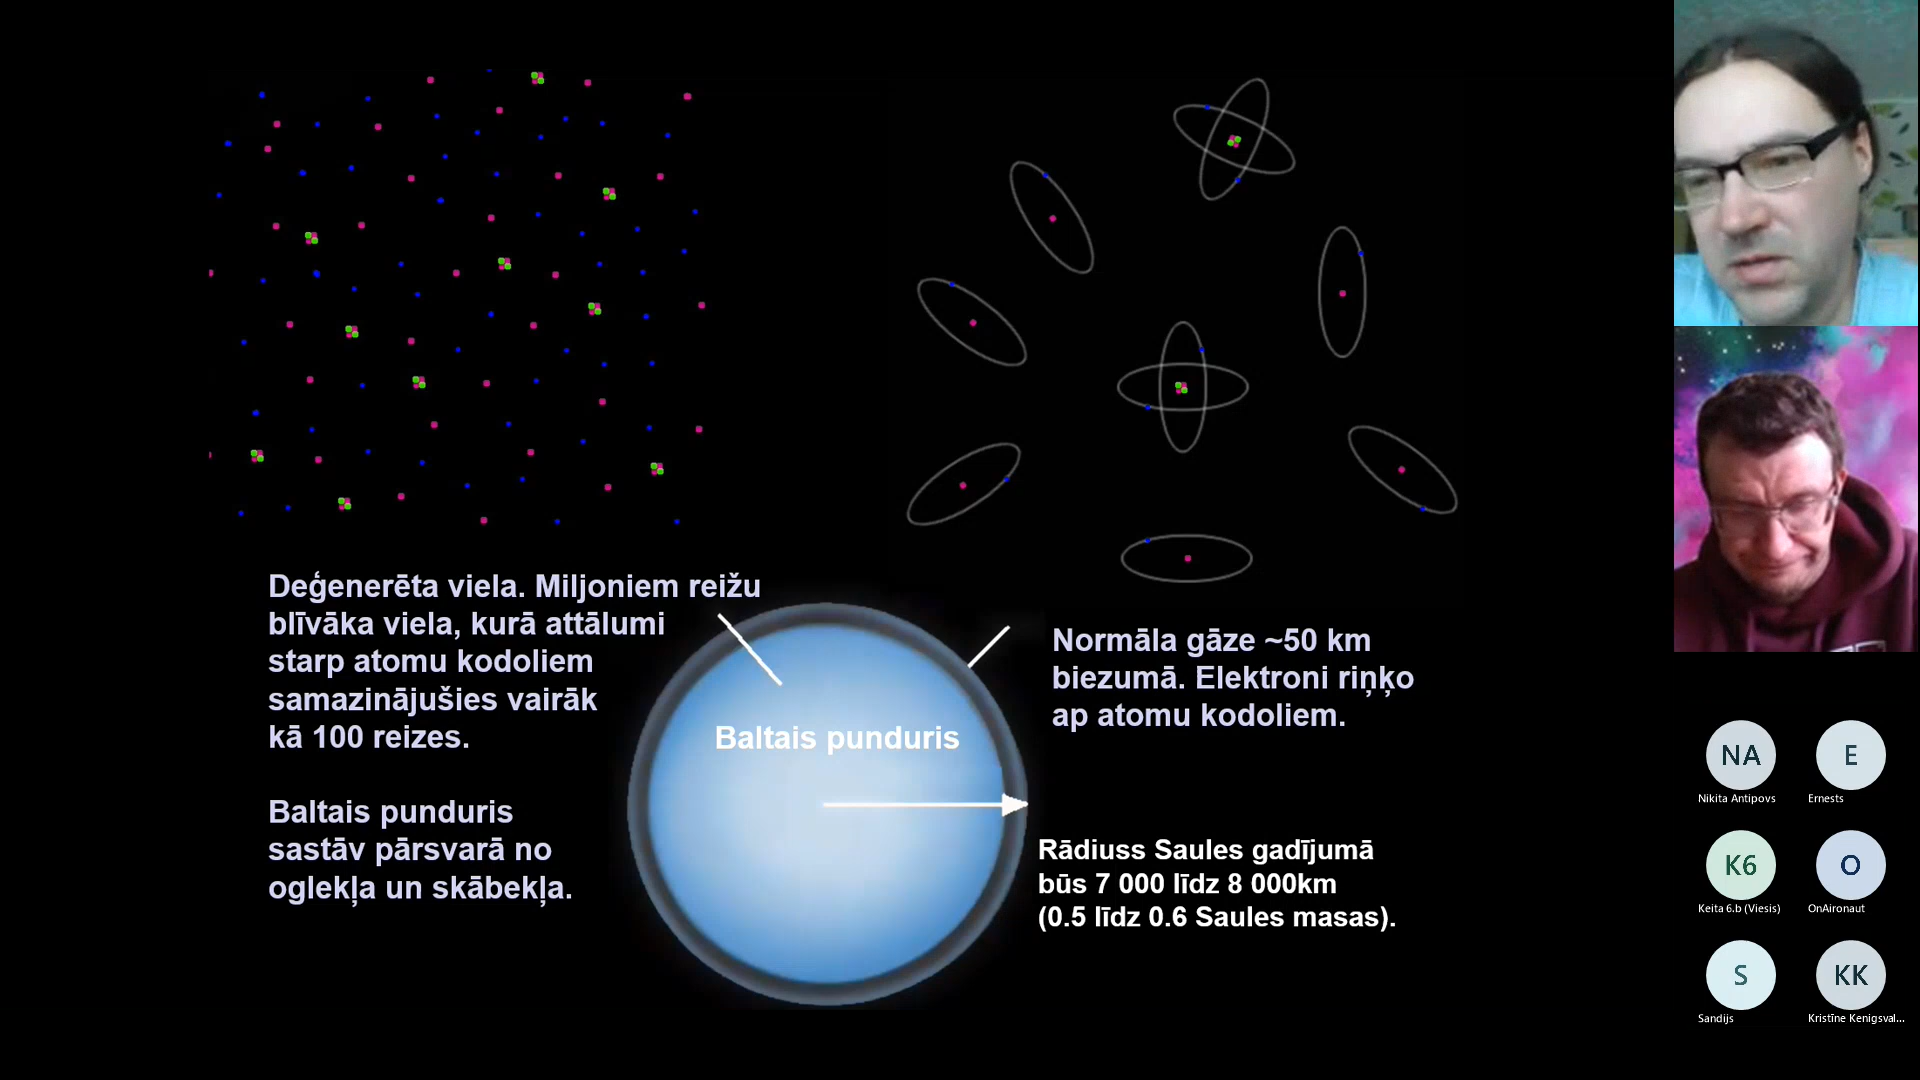 Deģenerēta viela. Miljoniem reižu
blīvāka viela, kurā attālumi
starp atomu kodoliem
samazinājušies vairāk
kā 100 reizes.
Baltais punduris
sastāv pārsvarā no
oglekļa un skābekļa.
Baltais punduris
Normāla gāze ~50 km
biezumā. Elektroni riņķo
ap atomu kodoliem.
Rādiuss Saules gadījumā
būs 7 000 līdz 8 000km
(0.5 līdz 0.6 Saules masas).
NA
Nikita Antipovs
E
Ernests
K6
Keita 6.b (Viesis)
O
OnAironaut
S
Sandijs
KK
Kristīne Kenigsval...